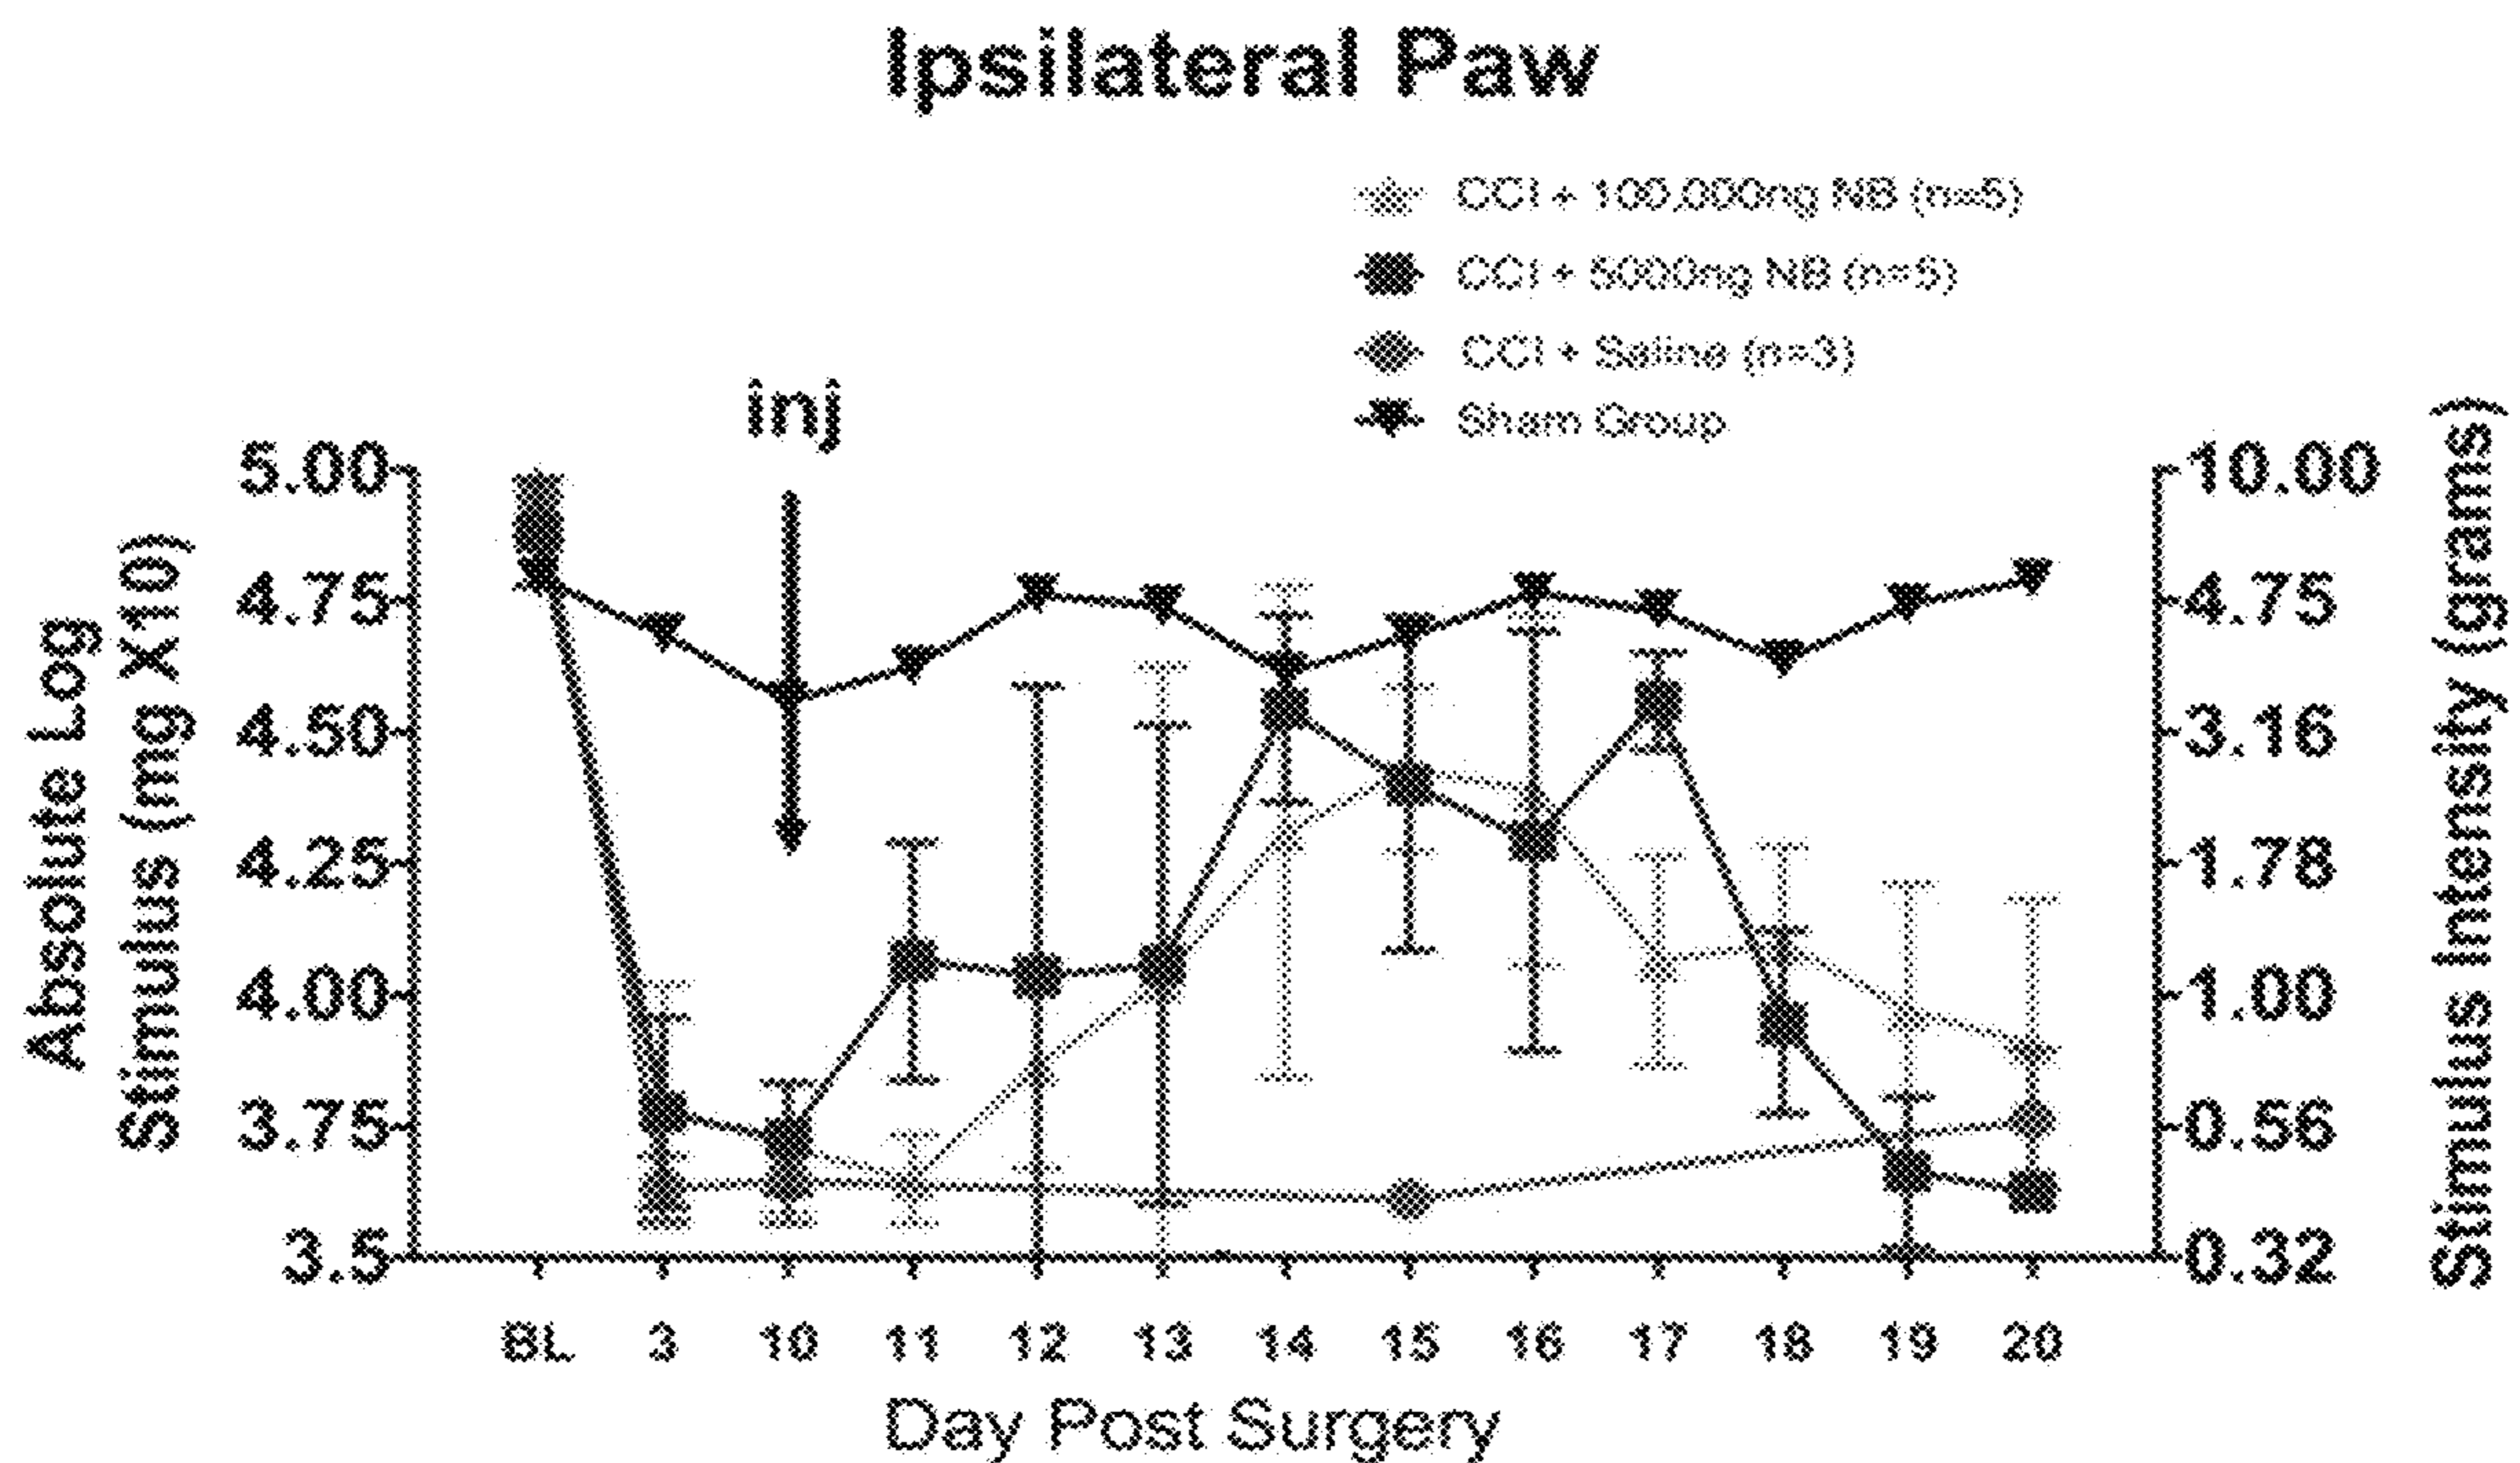 Ipsilateral Paw
CCI + 100,000ng NB (n=5)
CCI + 5000ng NB (n=5)
CCI + Saline (n=3)
Sham Group
inj
Absolute Log
Stimulus (mg X10)
5.00
4.75
4.50
4.25
4.00
3.75
3.5
10.00
4.75
3.16
1.78
1.00
0.56
0.32
Stimulus Intensity (grams)
BL 3 10 11 12 13 14 15 16 17 18 19 20
Day Post Surgery